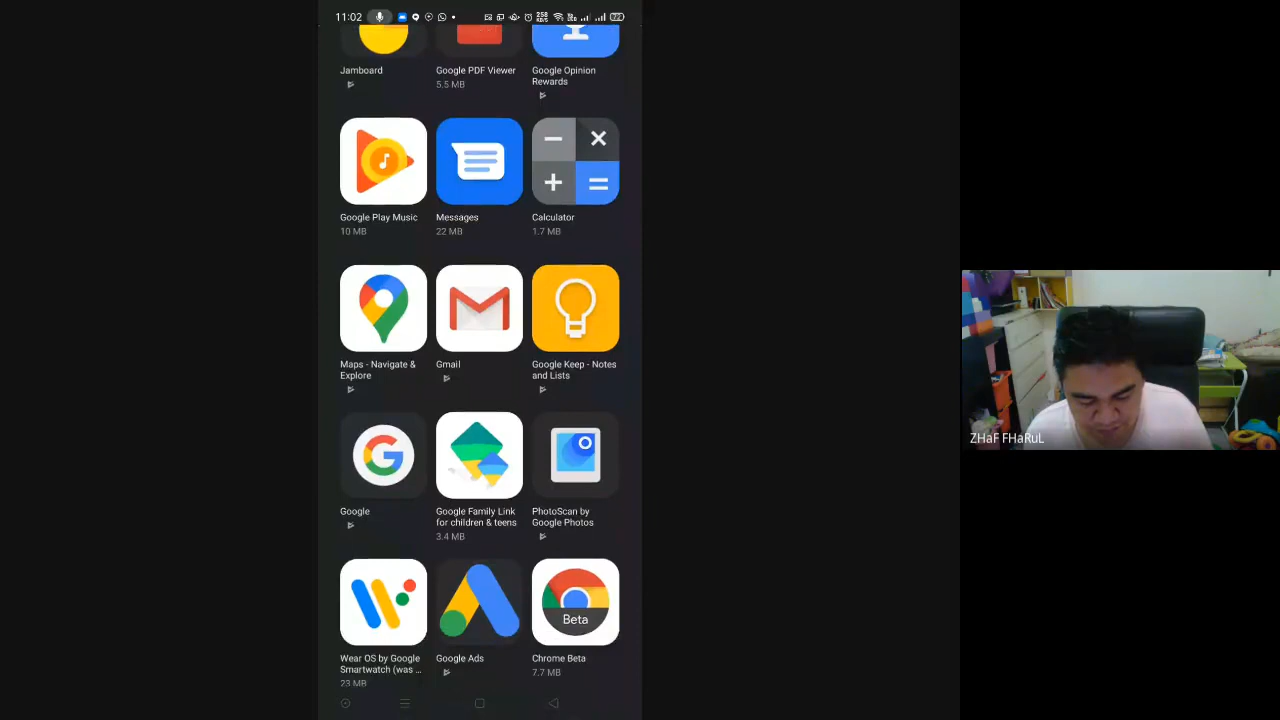 11:02
258
KB/S
72
Jamboard
Google PDF Viewer
5.5 MB
Google Opinion
Rewards
Google Play Music
10 MB
Messages
22 MB
Calculator
1.7 MB
Maps - Navigate &
Explore
Gmail
Google Keep - Notes
and Lists
Google
Google Family Link
for children & teens
3.4 MB
PhotoScan by
Google Photos
Beta
Wear OS by Google
Smartwatch (was ...
23 MB
Google Ads
Chrome Beta
7.7 MB
ZHaF FHaRuL